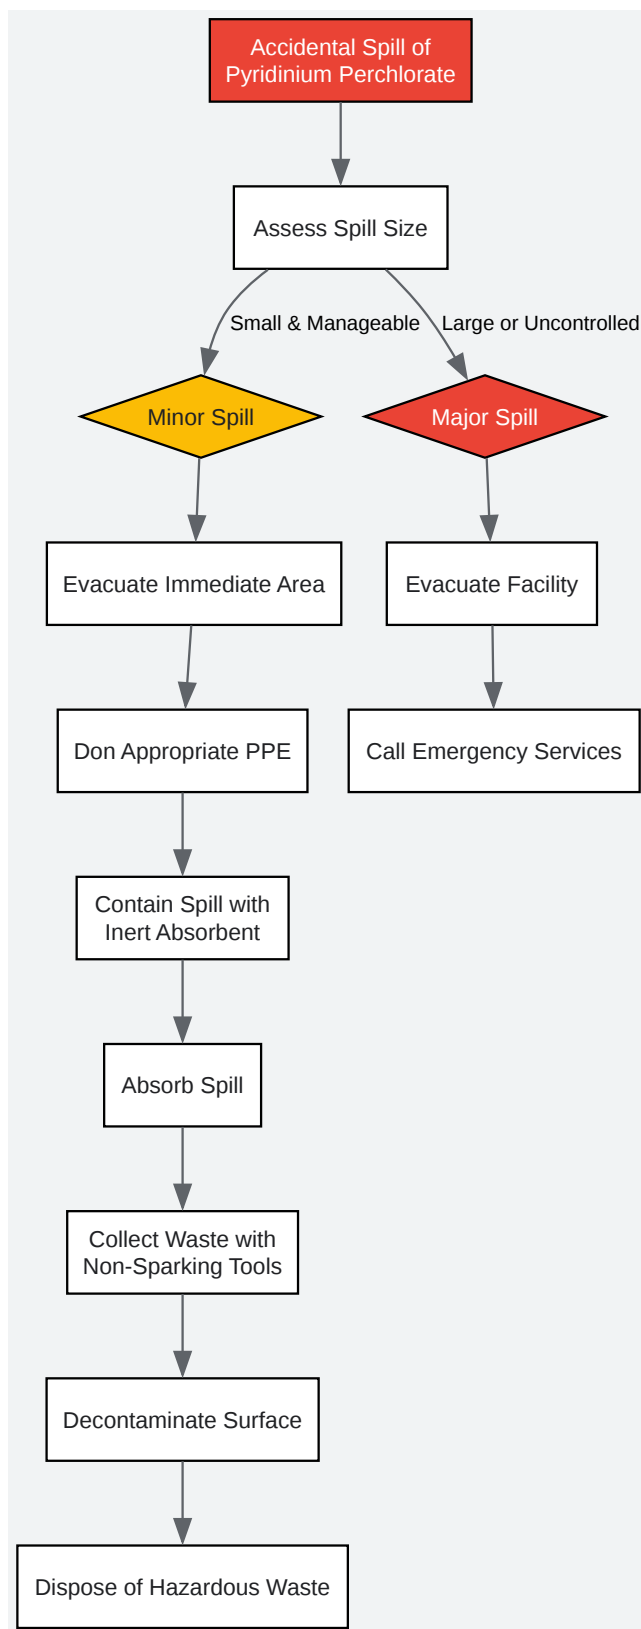 Accidental Spill of
Pyridinium Perchlorate
Assess Spill Size
Small & Manageable
Large or Uncontrolled
Minor Spill
Major Spill
Evacuate Immediate Area
Evacuate Facility
Don Appropriate PPE
Call Emergency Services
Contain Spill with
Inert Absorbent
Absorb Spill
Collect Waste with
Non-Sparking Tools
Decontaminate Surface
Dispose of Hazardous Waste